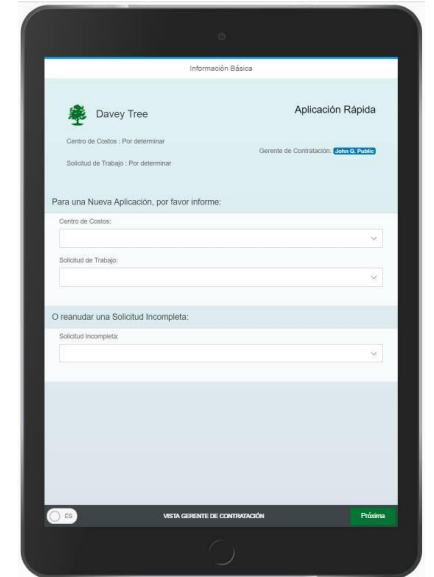 Información Básica
Davey Tree
Aplicación Rápida
Centro de Costos : Por determinar
Gerente de Contratación: John G. Public
Solicitud de Trabajo : Por determinar
Para una Nueva Aplicación, por favor informe:
Centro de Costos:
Solicitud de Trabajo:
O reanudar una Solicitud Incompleta:
Solicitud Incompleta:
ES
VISTA GERENTE DE CONTRATACIÓN
Próxima